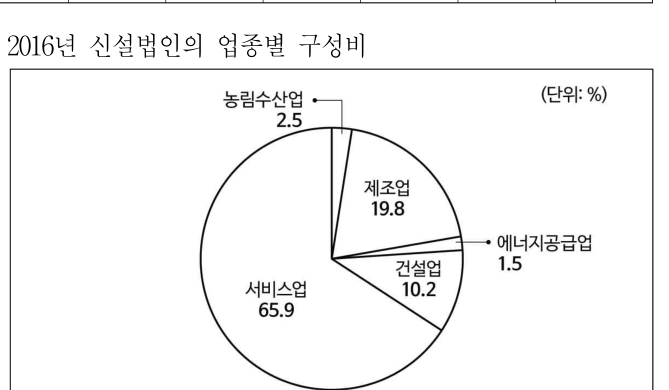 2016년 신설법인의 업종별 구성비
(단위: %)
농림수산업
2.5
제조업
19.8
에너지공급업
1.5
건설업
10.2
서비스업
65.9